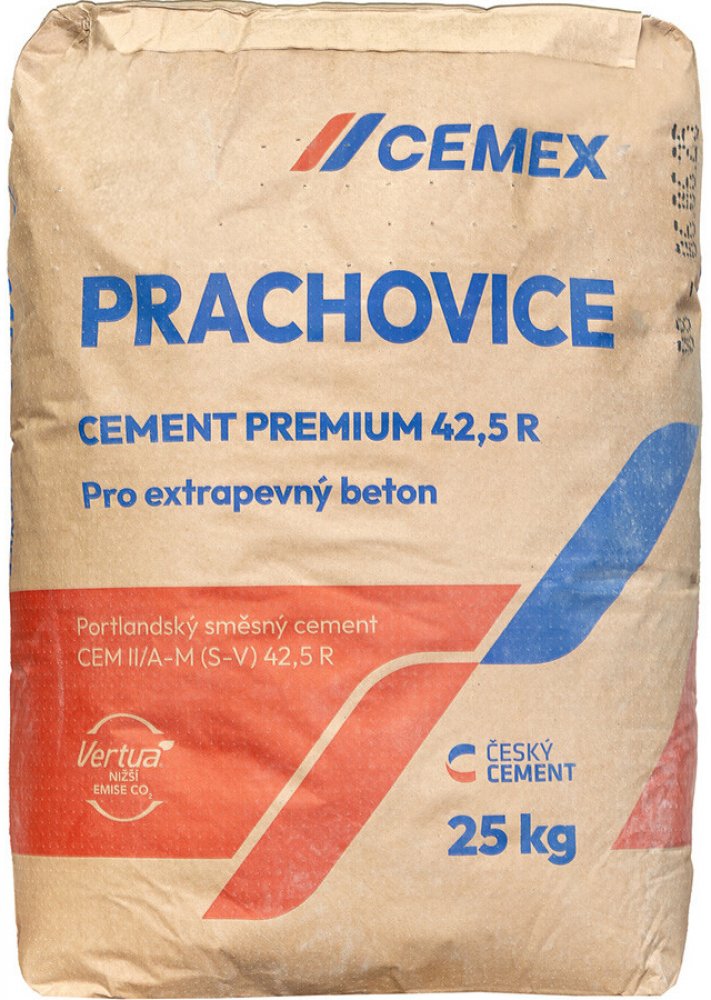 CEMEX
PRACHOVICE
CEMENT PREMIUM 42,5 R
Pro extrapevný beton
Portlandský směsný cement
CEM II/A-M (S-V) 42,5 R
Vertua
NIŽŠÍ
EMISE CO₂
ČESKÝ
CEMENT
25 kg